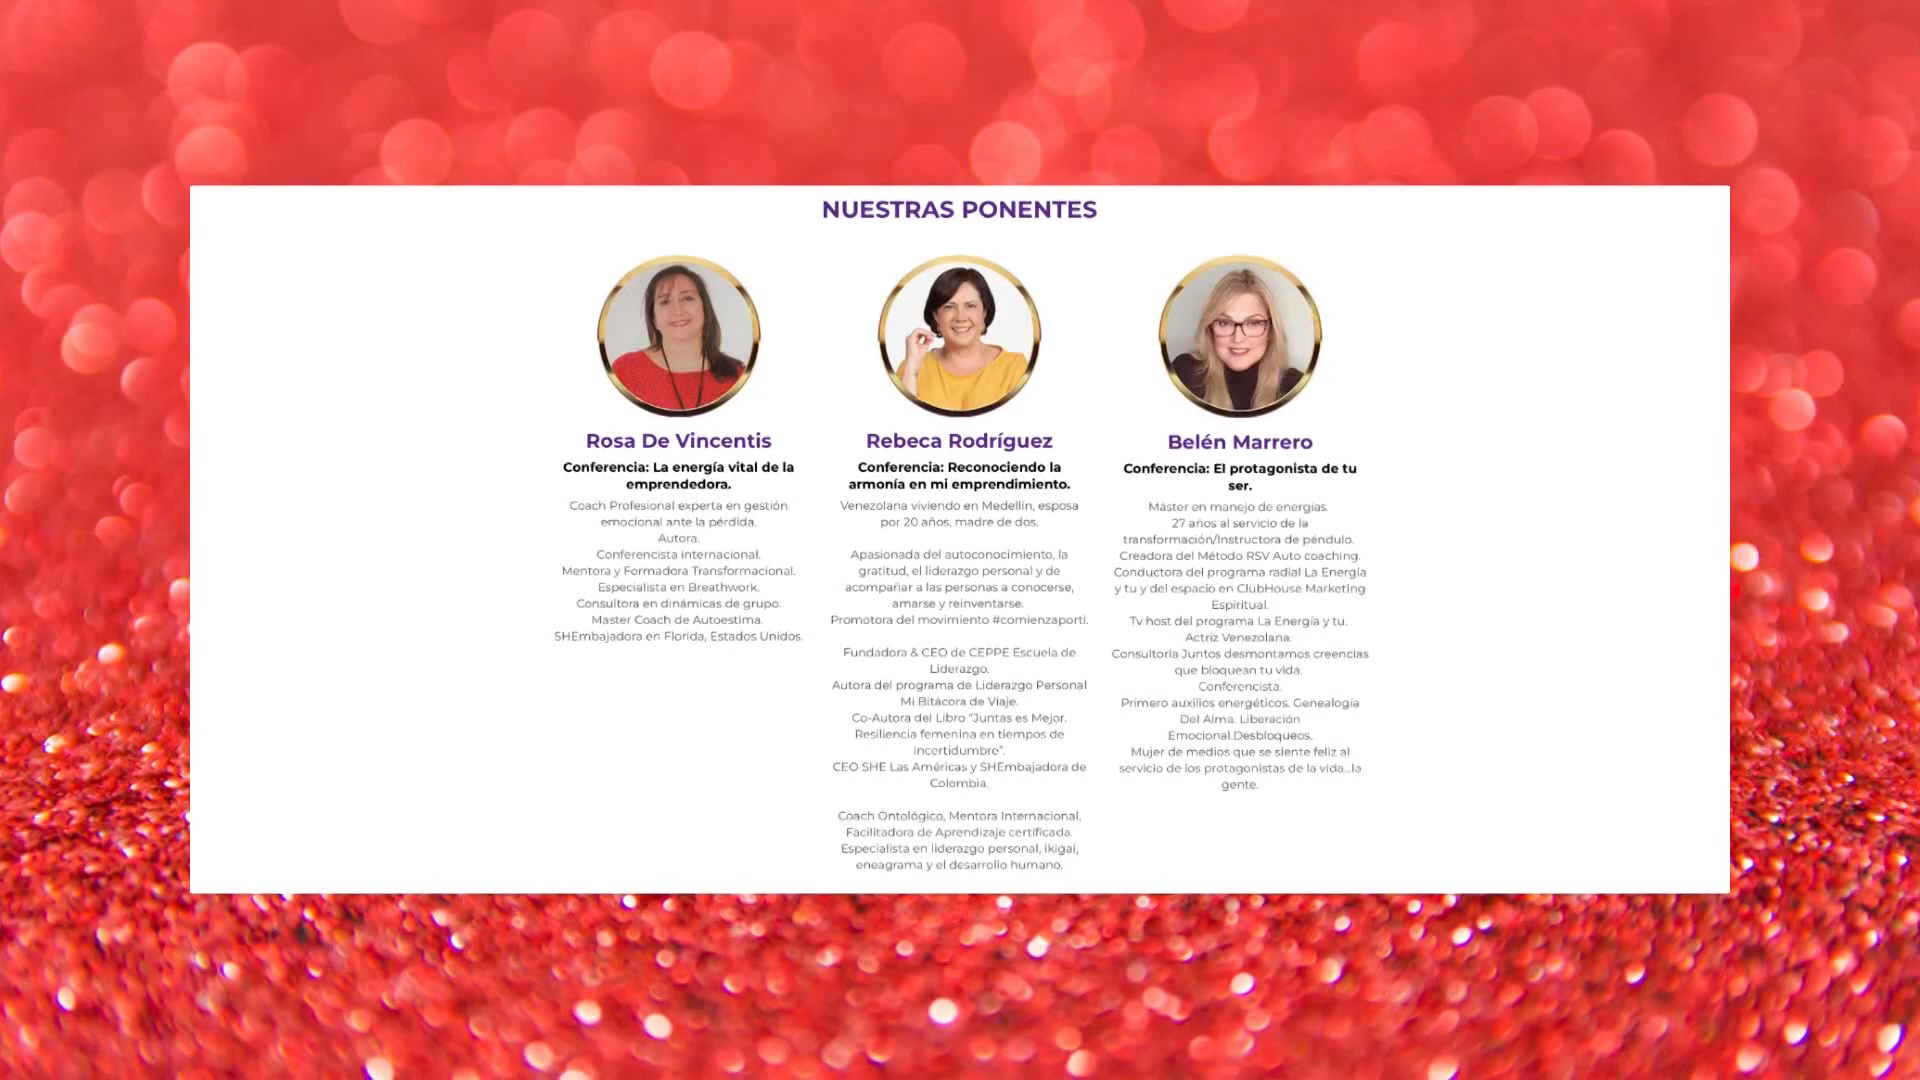 NUESTRAS PONENTES
Rosa De Vincentis
Conferencia: La energía vital de la
emprendedora.
Coach Profesional experta en gestión
emocional ante la pérdida.
Autora.
Conferencista internacional.
Mentora y Formadora Transformacional.
Especialista en Breathwork.
Consultora en dinámicas de grupo.
Master Coach de Autoestima.
SHEmbajadora en Florida, Estados Unidos.
Rebeca Rodríguez
Conferencia: Reconociendo la
armonía en mi emprendimiento.
Venezolana viviendo en Medellín, esposa
por 20 años, madre de dos.
Apasionada del autoconocimiento, la
gratitud, el liderazgo personal y de
acompañar a las personas a conocerse,
amarse y reinventarse.
Promotora del movimiento #comienzaporti.
Fundadora & CEO de CEPPE Escuela de
Liderazgo.
Autora del programa de Liderazgo Personal
Mi Bitácora de Viaje.
Co-Autora del Libro "Juntas es Mejor.
Resiliencia femenina en tiempos de
incertidumbre".
CEO SHE Las Américas y SHEmbajadora de
Colombia.
Coach Ontológico, Mentora Internacional,
Facilitadora de Aprendizaje certificada.
Especialista en liderazgo personal, ikigai,
eneagrama y el desarrollo humano.
Belén Marrero
Conferencia: El protagonista de tu
ser.
Máster en manejo de energías.
27 años al servicio de la
transformación/Instructora de péndulo.
Creadora del Método RSV Auto coaching.
Conductora del programa radial La Energía
y tu y del espacio en ClubHouse Marketing
Espiritual.
Tv host del programa La Energía y tu.
Actriz Venezolana.
Consultoría Juntos desmontamos creencias
que bloquean tu vida.
Conferencista.
Primero auxilios energéticos. Genealogía
Del Alma. Liberación
Emocional.Desbloqueos.
Mujer de medios que se siente feliz al
servicio de los protagonistas de la vida...la
gente.